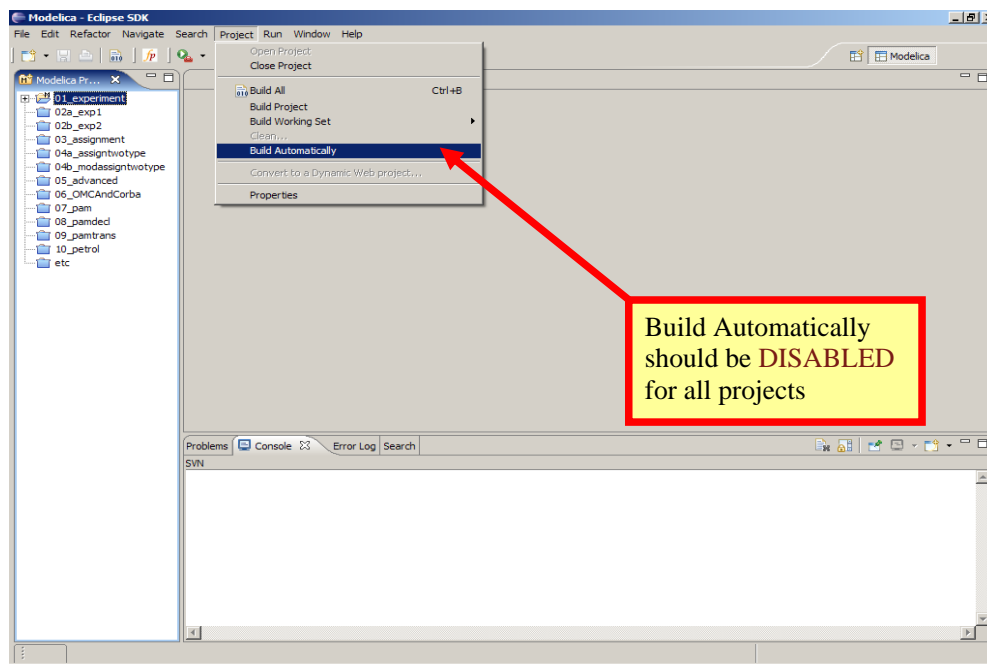 Modelica - Eclipse SDK
File Edit Refactor Navigate Search Project Run Window Help
Modelica
Modelica Pr...
01_experiment
02a_exp1
02b_exp2
03_assignment
04a_assigntwotype
04b_modassigntwotype
05_advanced
06_OMCAndCorba
07_pam
08_pamdecl
09_pamtrans
10_petrol
etc
Open Project
Close Project
Build All Ctrl+B
Build Project
Build Working Set
Clean...
Build Automatically
Convert to a Dynamic Web project...
Properties
Build Automatically
should be DISABLED
for all projects
Problems Console Error Log Search
SVN